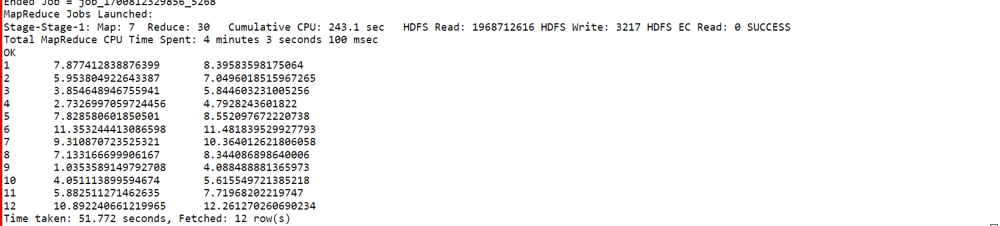 Ended Job = job_1700812329856_5268
MapReduce Jobs Launched:
Stage-Stage-1: Map: 7  Reduce: 30   Cumulative CPU: 243.1 sec   HDFS Read: 1968712616 HDFS Write: 3217 HDFS EC Read: 0 SUCCESS
Total MapReduce CPU Time Spent: 4 minutes 3 seconds 100 msec
OK
1	7.877412838876399	8.39583598175064
2	5.953804922643387	7.0496018515967265
3	3.854648946755941	5.844603231005256
4	2.7326997059724456	4.7928243601822
5	7.828580601850501	8.552097672220738
6	11.353244413086598	11.481839529927793
7	9.310870723525321	10.364012621806058
8	7.133166699906167	8.344086898640006
9	1.0353589149792708	4.088488881365973
10	4.051113899594674	5.615549721385218
11	5.882511271462635	7.71968202219747
12	10.892240661219965	12.261270260690234
Time taken: 51.772 seconds, Fetched: 12 row(s)